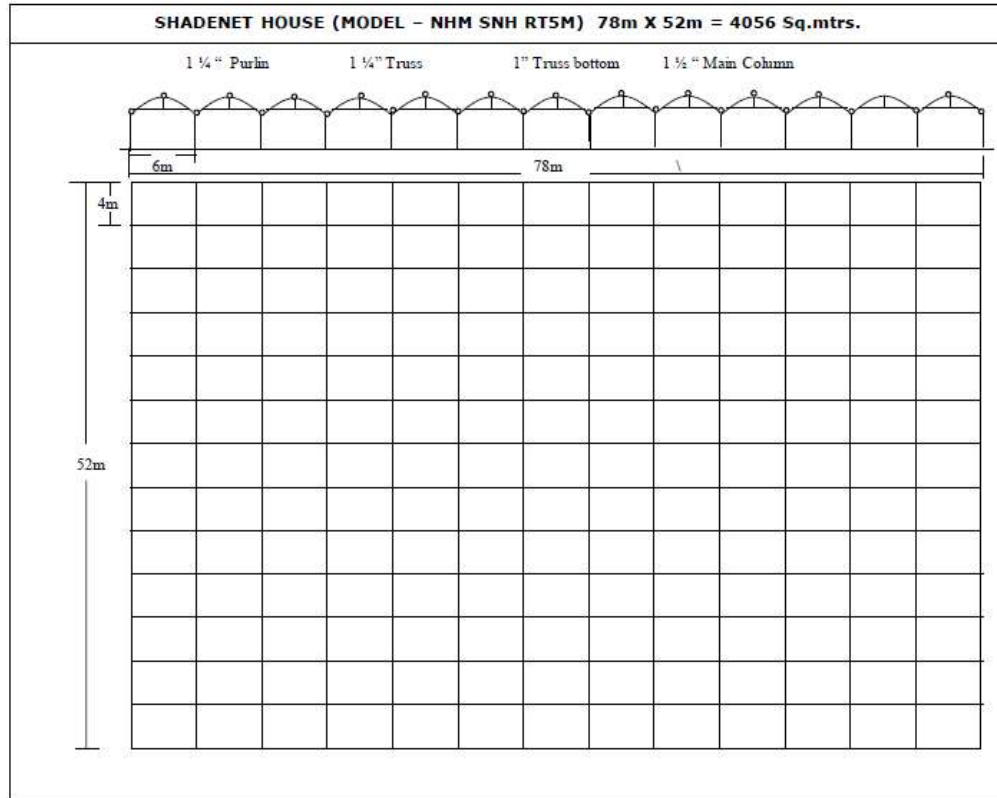 SHADENET HOUSE (MODEL – NHM SNH RT5M) 78m X 52m = 4056 Sq.mtrs.
1 ¼ “ Purlin 1 ¼” Truss 1” Truss bottom 1 ½ “ Main Column
6m 78m \
4m
52m